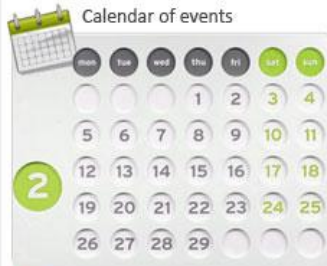 Calendar of events
mon tue wed thu fri sat sun
1 2 3 4
5 6 7 8 9 10 11
12 13 14 15 16 17 18
2
19 20 21 22 23 24 25
26 27 28 29